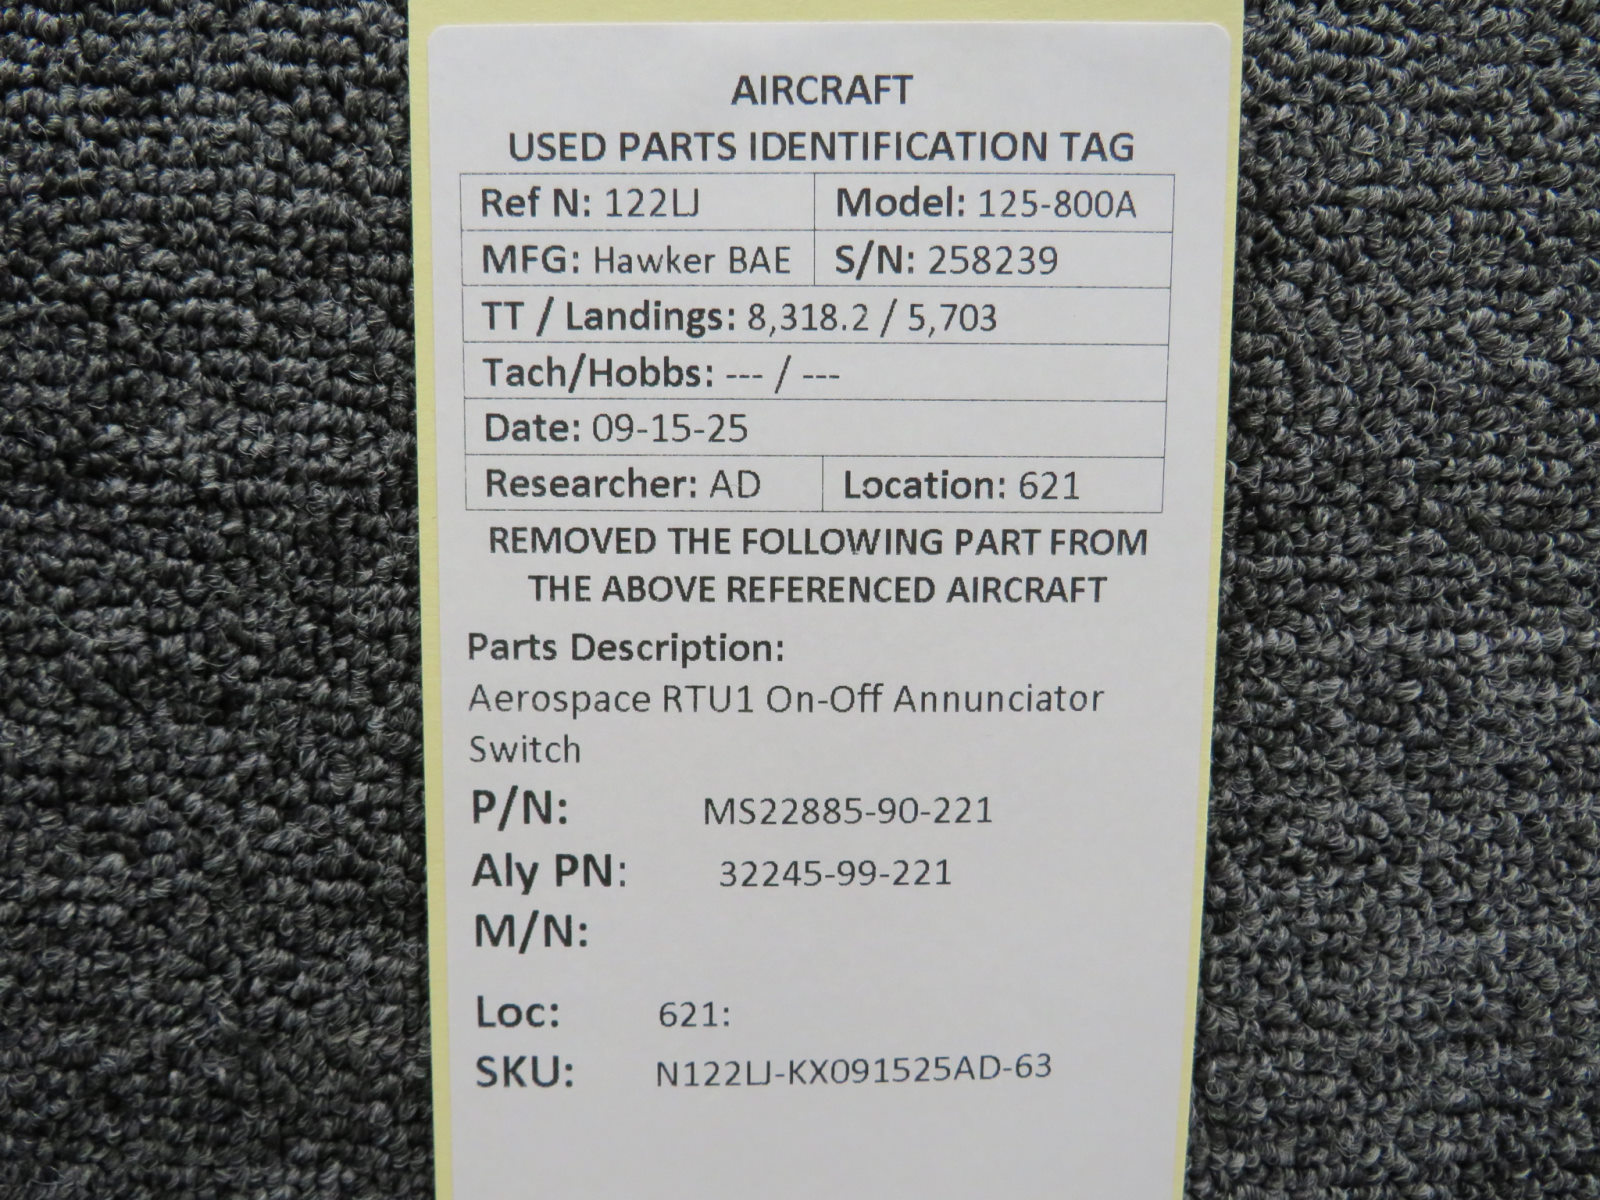 AIRCRAFT
USED PARTS IDENTIFICATION TAG
Ref N: 122LJ Model: 125-800A
MFG: Hawker BAE S/N: 258239
TT / Landings: 8,318.2 / 5,703
Tach/Hobbs: --- / ---
Date: 09-15-25
Researcher: AD Location: 621
REMOVED THE FOLLOWING PART FROM
THE ABOVE REFERENCED AIRCRAFT
Parts Description:
Aerospace RTU1 On-Off Annunciator
Switch
P/N: MS22885-90-221
Aly PN: 32245-99-221
M/N:
Loc: 621:
SKU: N122LJ-KX091525AD-63